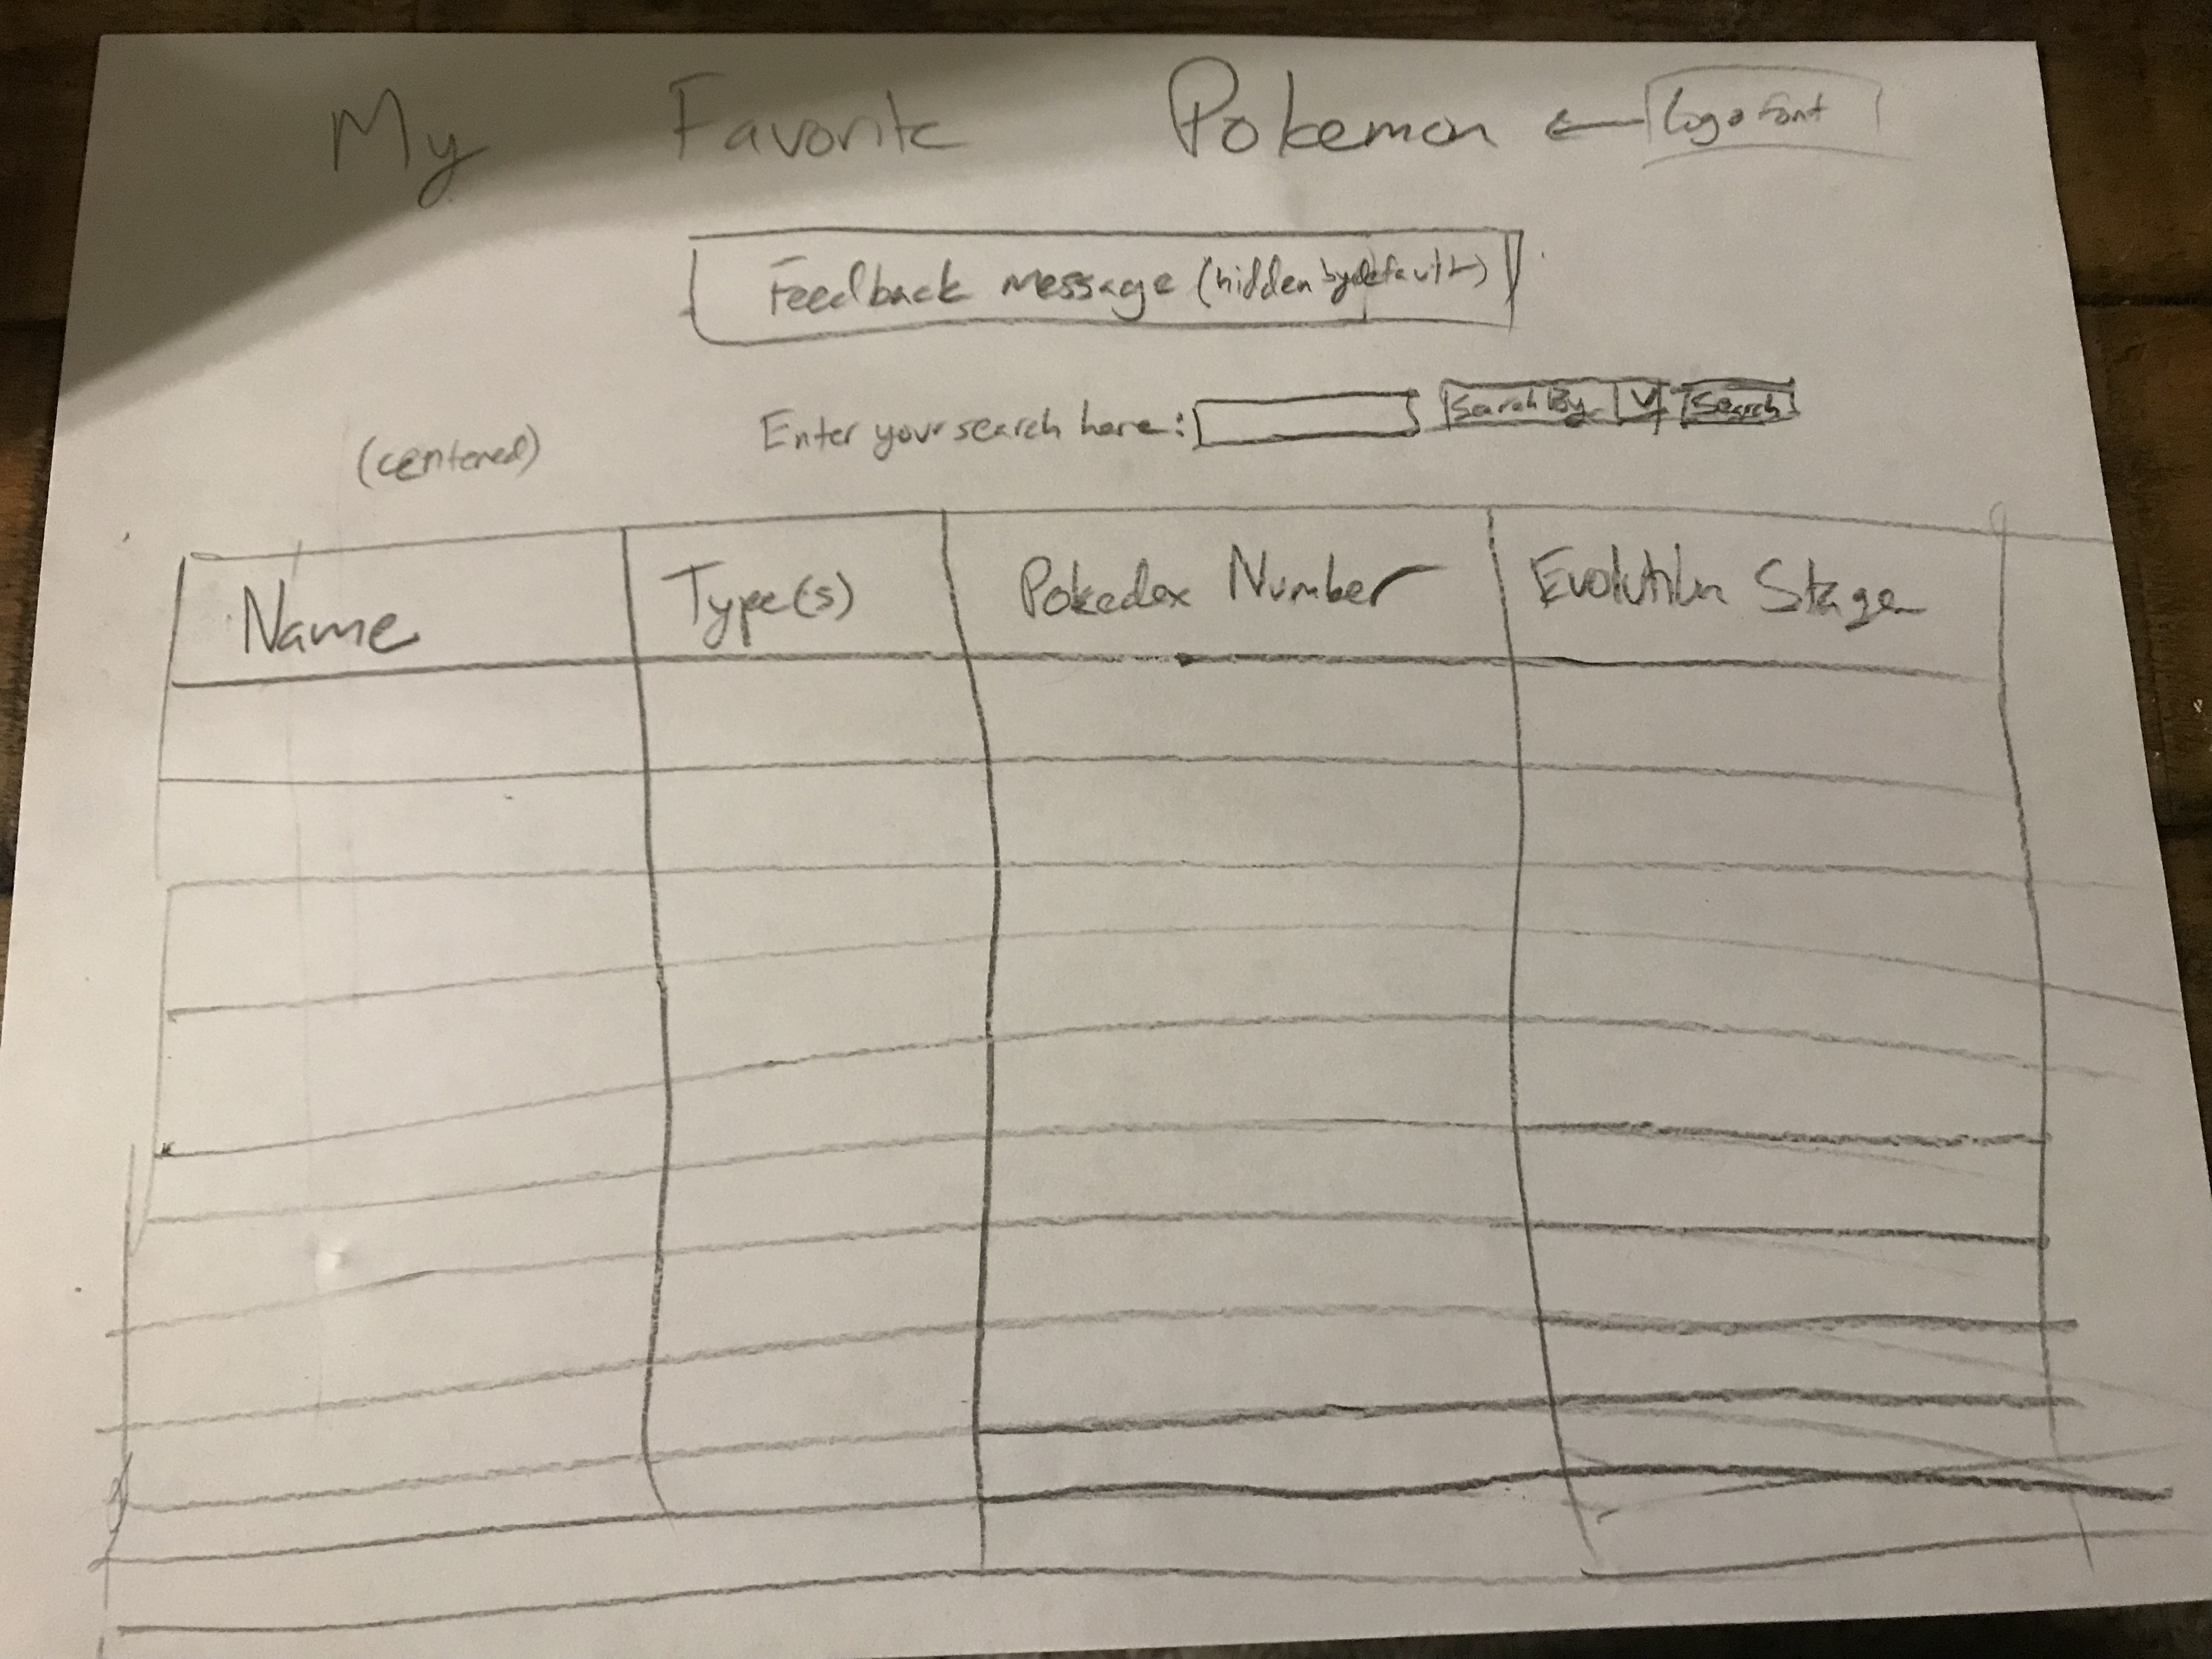 My Favorite Pokemon ← Logo font
Feedback message (hidden by default)
Enter your search here: Search By V Search
(centered)
Name Type(s) Pokedex Number Evolution Stage